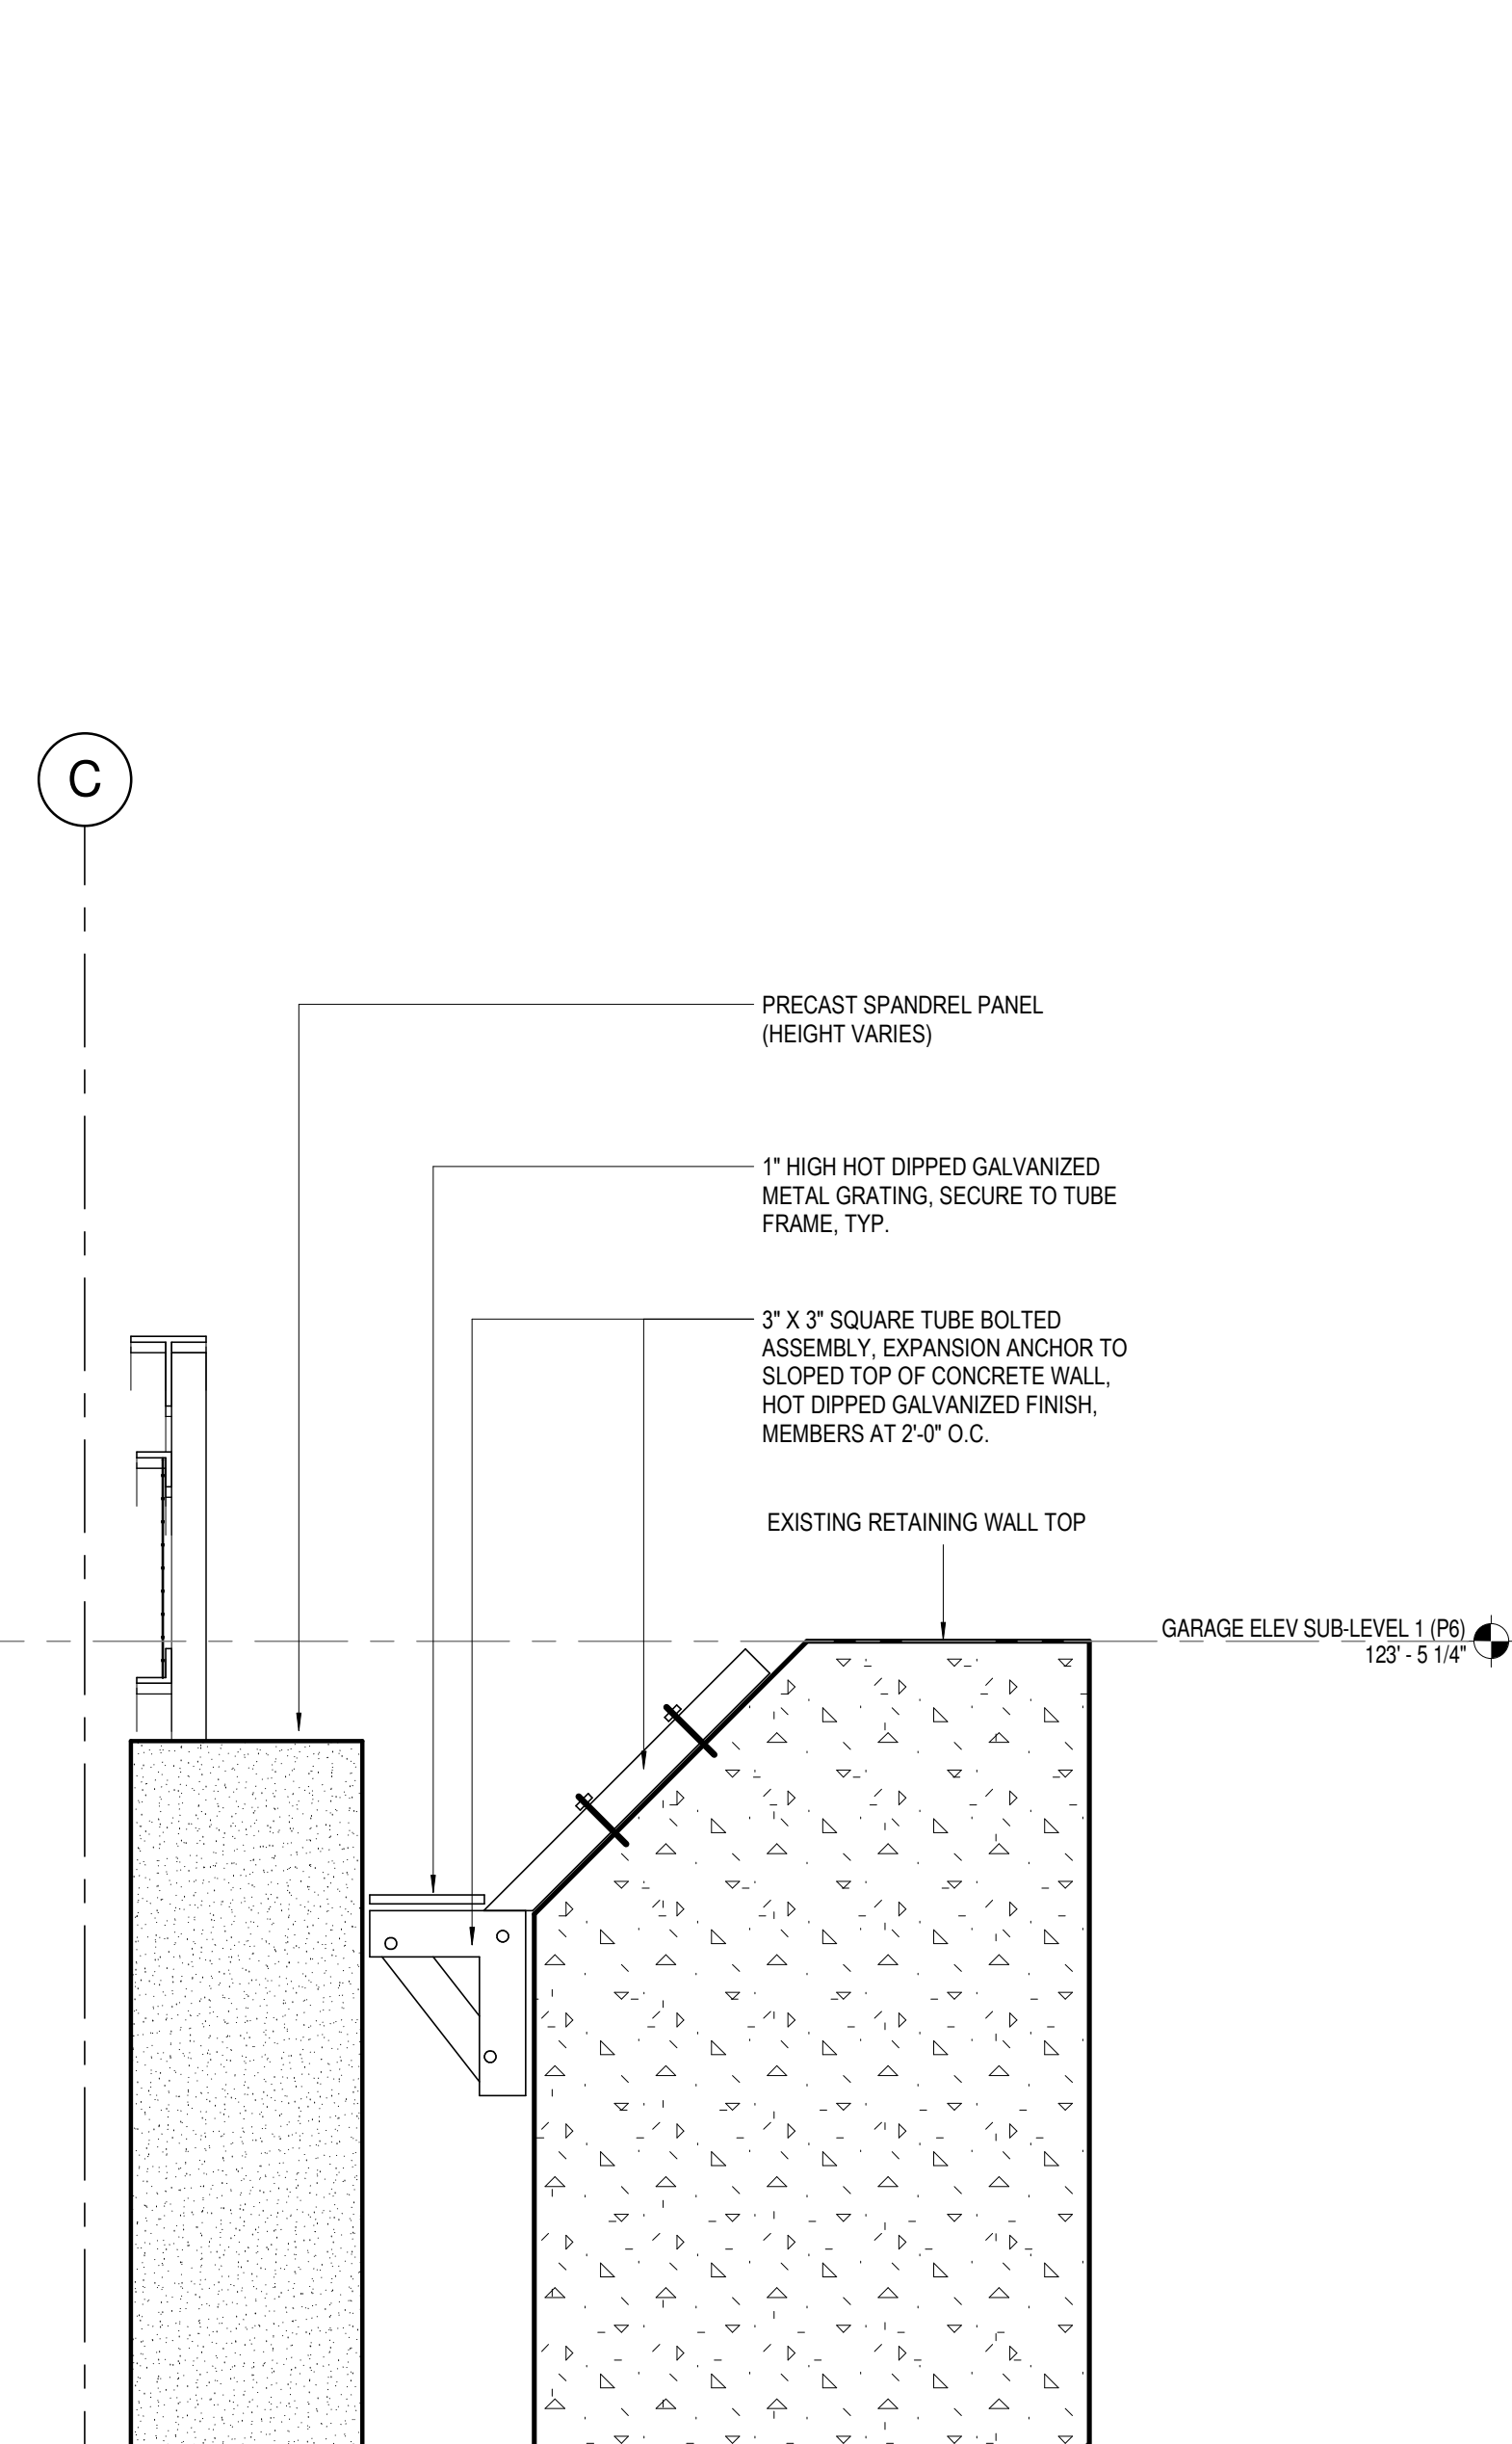 C
PRECAST SPANDREL PANEL
(HEIGHT VARIES)
1" HIGH HOT DIPPED GALVANIZED
METAL GRATING, SECURE TO TUBE
FRAME, TYP.
3" X 3" SQUARE TUBE BOLTED
ASSEMBLY, EXPANSION ANCHOR TO
SLOPED TOP OF CONCRETE WALL,
HOT DIPPED GALVANIZED FINISH,
MEMBERS AT 2'-0" O.C.
EXISTING RETAINING WALL TOP
GARAGE ELEV SUB-LEVEL 1 (P6)
123' - 5 1/4"